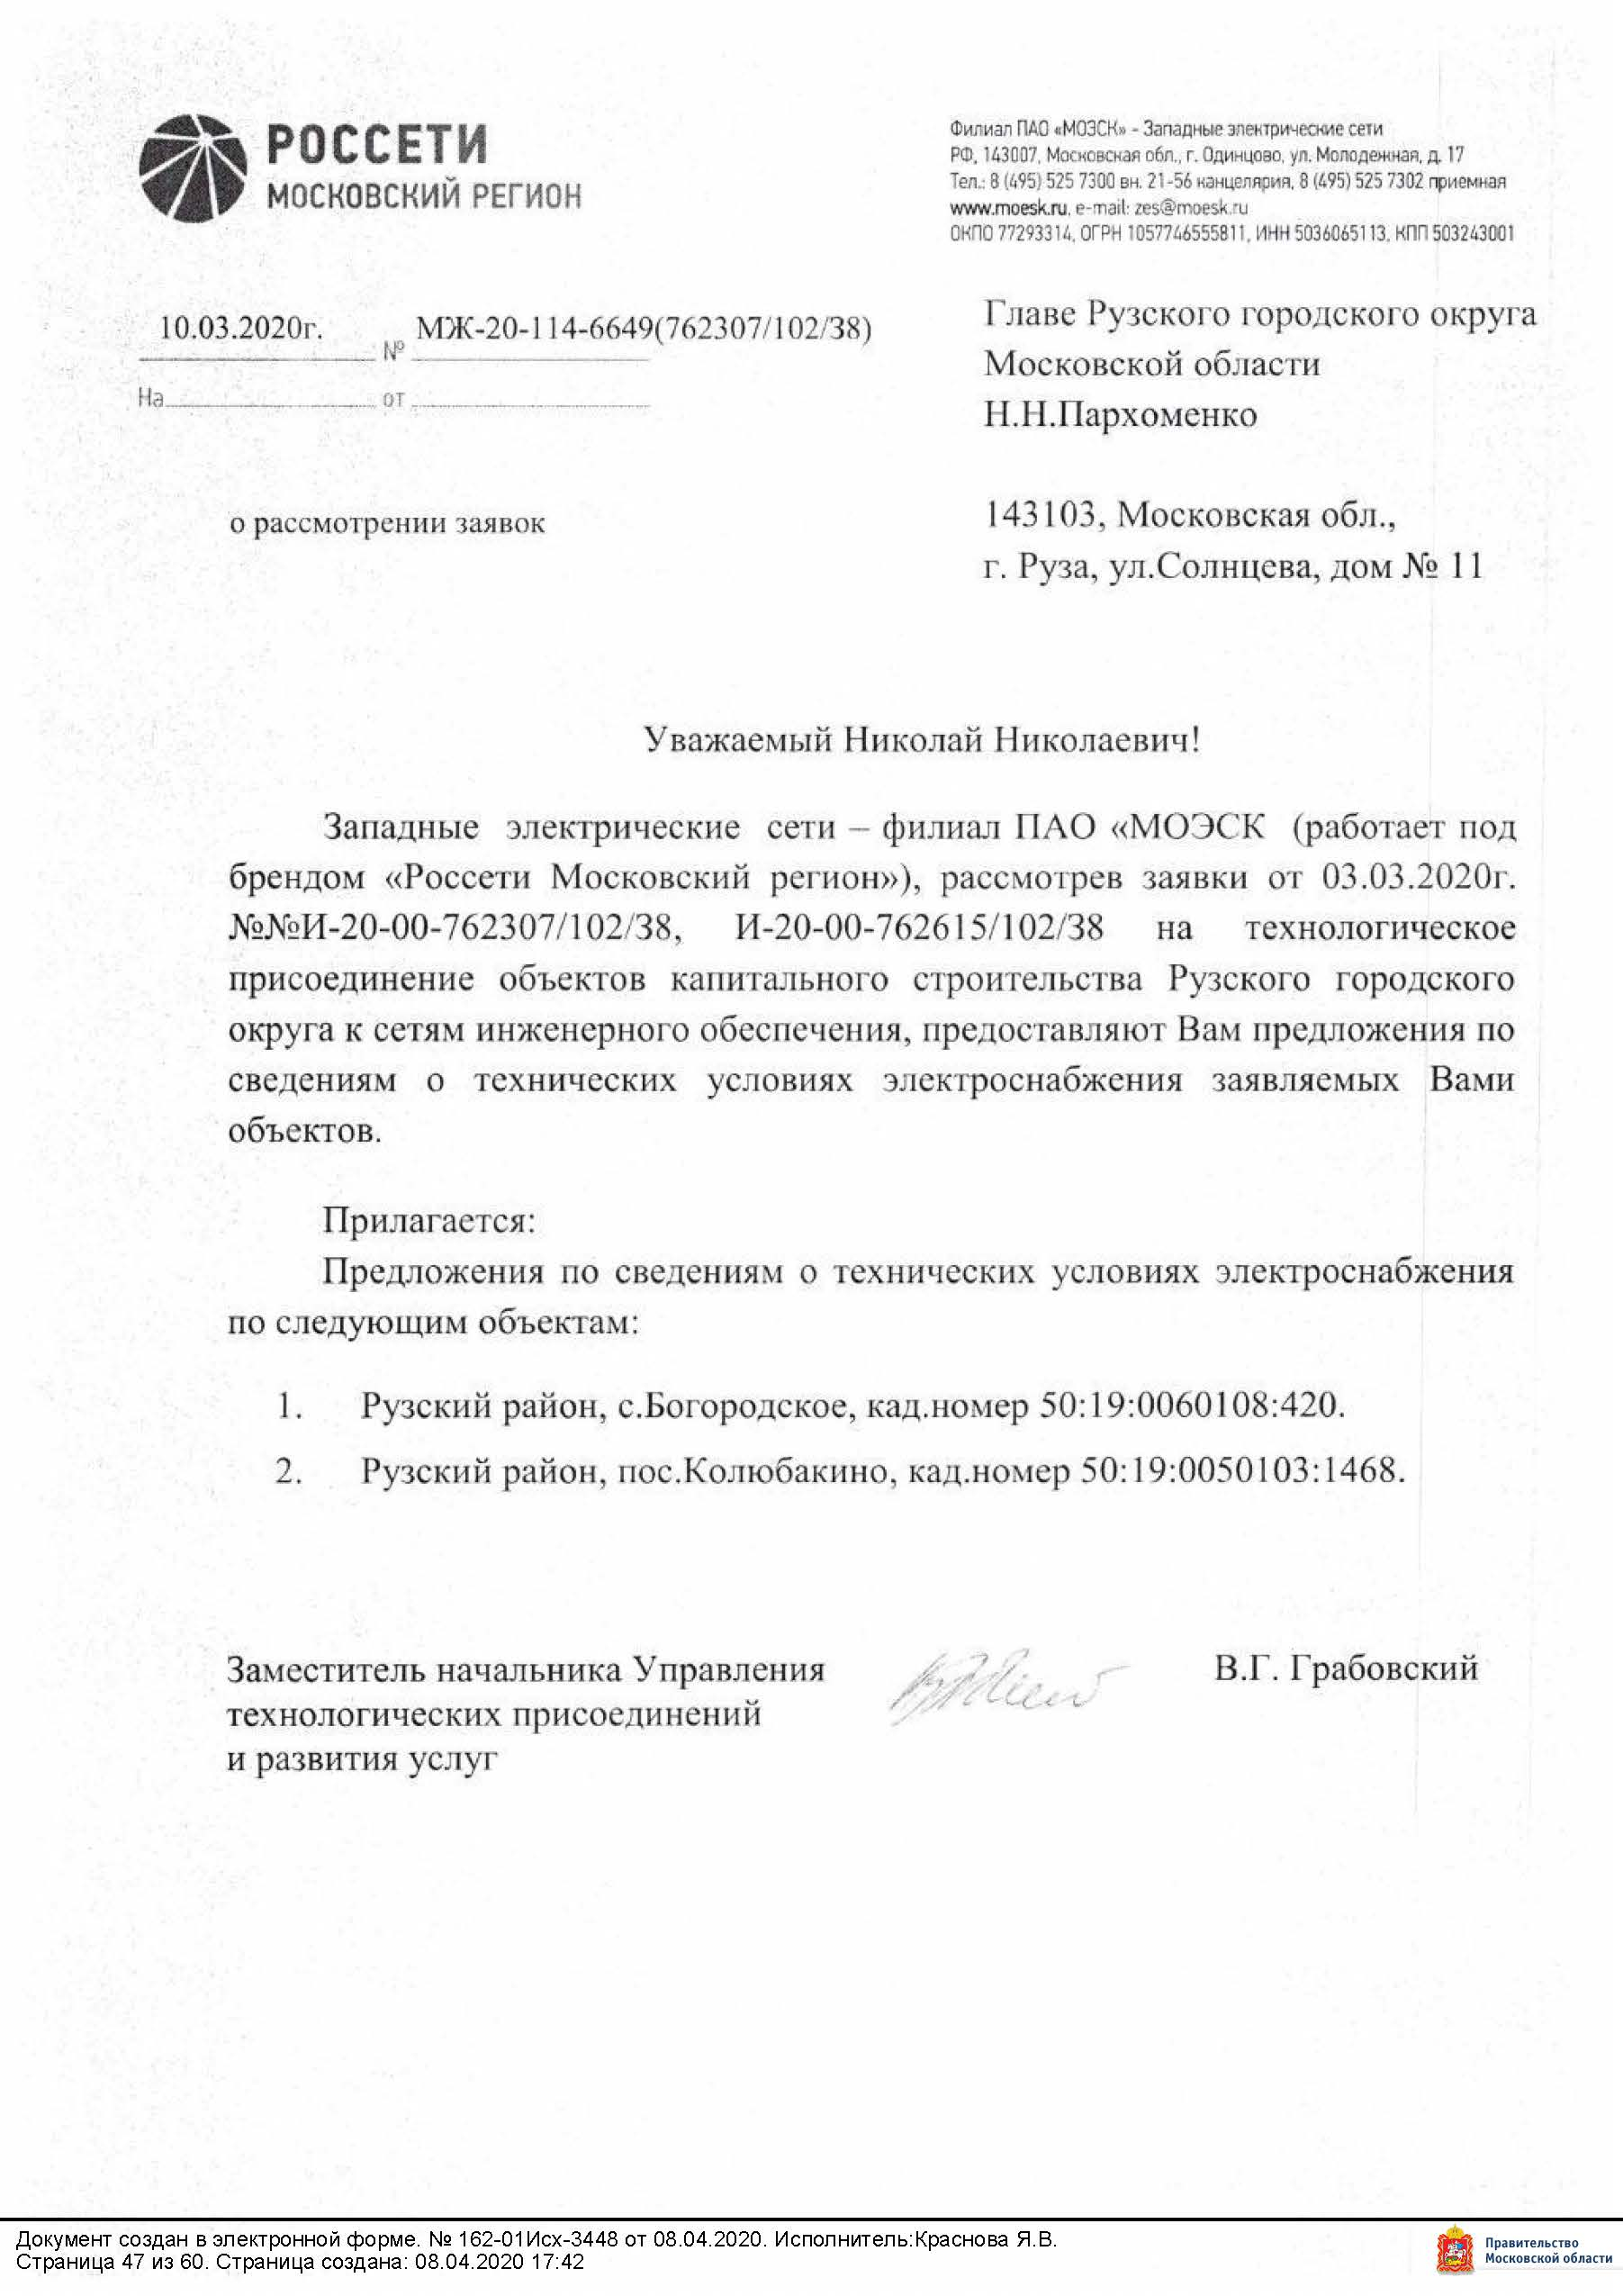 РОССЕТИ
МОСКОВСКИЙ РЕГИОН
Филиал ПАО «МОЭСК» - Западные электрические сети
РФ, 143007, Московская обл., г. Одинцово, ул. Молодежная, д. 17
Тел.: 8 (495) 525 7300 вн. 21-56 канцелярия, 8 (495) 525 7302 приемная
www.moesk.ru, e-mail: zes@moesk.ru
ОКПО 77293314, ОГРН 1057746555811, ИНН 5036065113, КПП 503243001
10.03.2020г. № МЖ-20-114-6649(762307/102/38)
На от
Главе Рузского городского округа
Московской области
Н.Н.Пархоменко
143103, Московская обл.,
г. Руза, ул.Солнцева, дом № 11
о рассмотрении заявок
Уважаемый Николай Николаевич!
Западные электрические сети – филиал ПАО «МОЭСК (работает под
брендом «Россети Московский регион»), рассмотрев заявки от 03.03.2020г.
№№И-20-00-762307/102/38, И-20-00-762615/102/38 на технологическое
присоединение объектов капитального строительства Рузского городского
округа к сетям инженерного обеспечения, предоставляют Вам предложения по
сведениям о технических условиях электроснабжения заявляемых Вами
объектов.
Прилагается:
Предложения по сведениям о технических условиях электроснабжения
по следующим объектам:
1. Рузский район, с.Богородское, кад.номер 50:19:0060108:420.
2. Рузский район, пос.Колюбакино, кад.номер 50:19:0050103:1468.
Заместитель начальника Управления
технологических присоединений
и развития услуг
В.Г. Грабовский
Документ создан в электронной форме. № 162-01Исх-3448 от 08.04.2020. Исполнитель:Краснова Я.В.
Страница 47 из 60. Страница создана: 08.04.2020 17:42
Правительство
Московской области